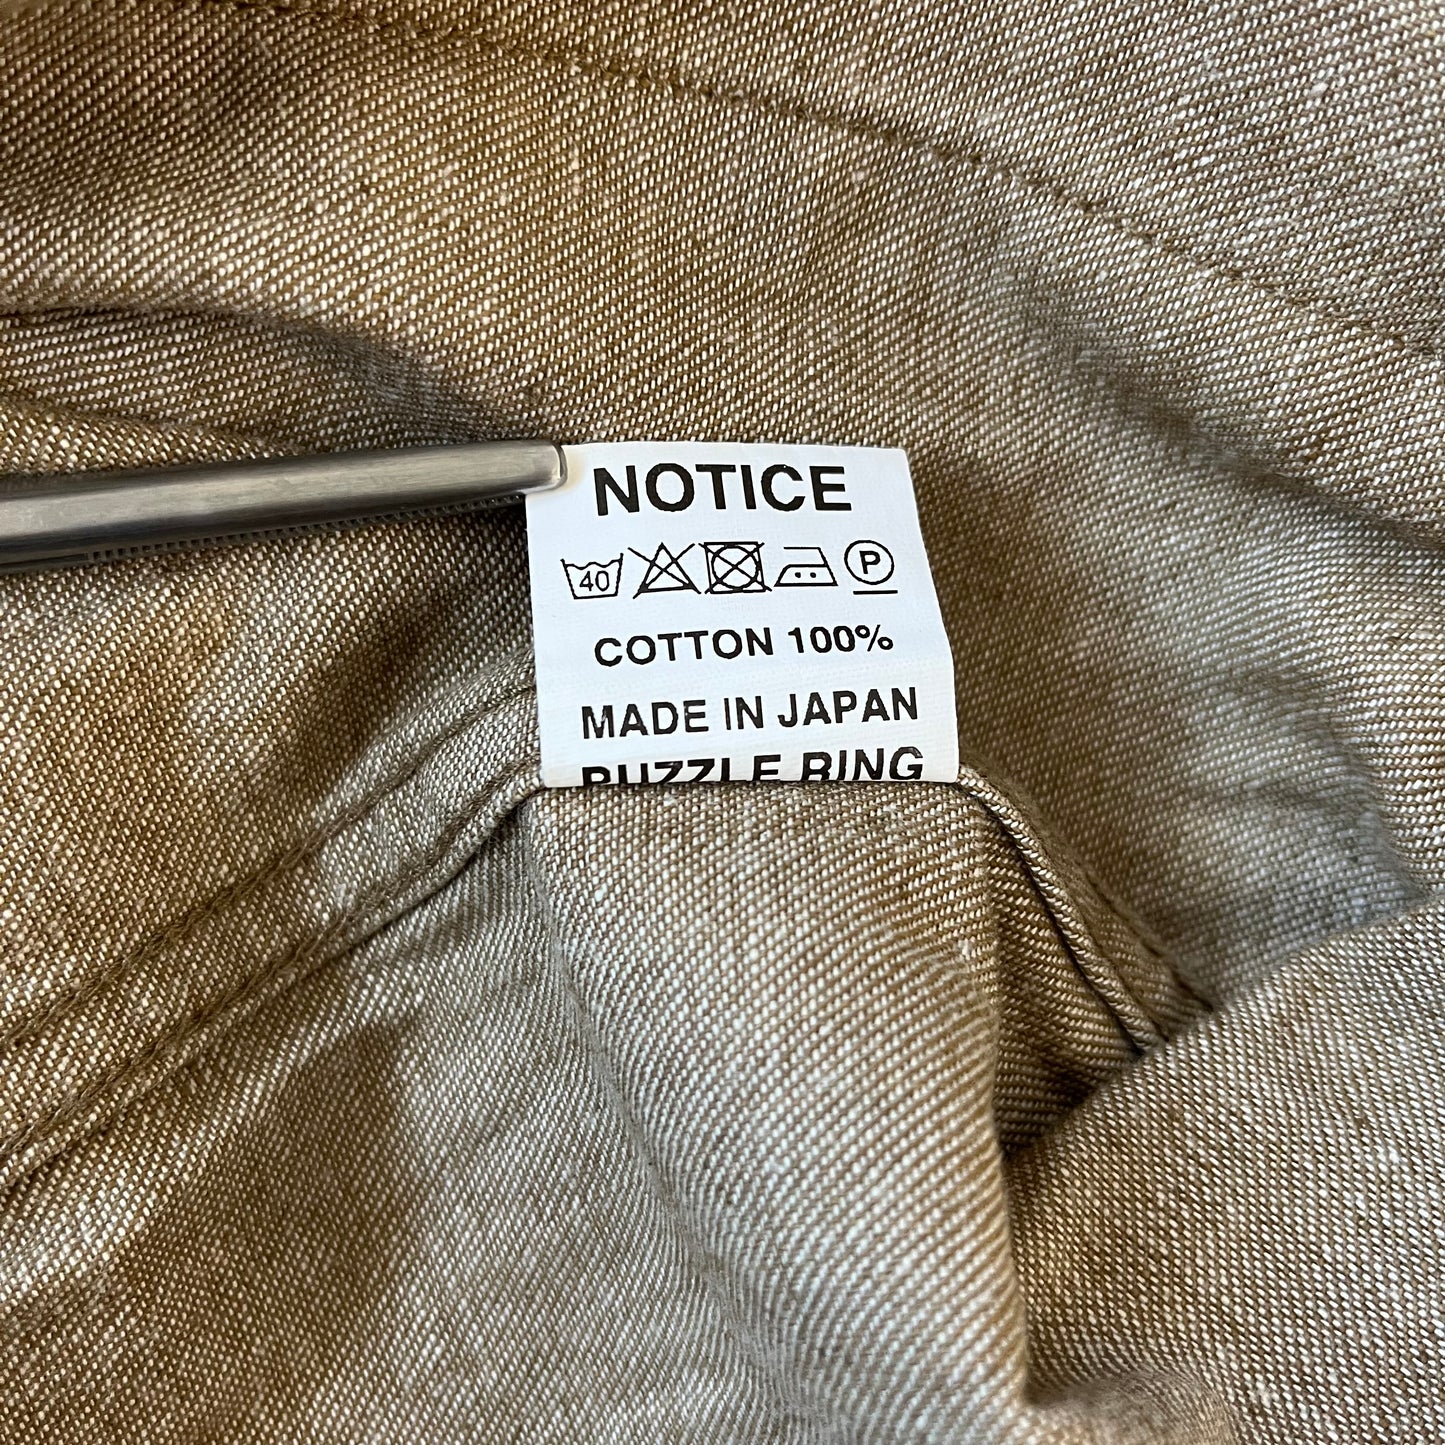 NOTICE
40 P
COTTON 100%
MADE IN JAPAN
PUZZLE RING